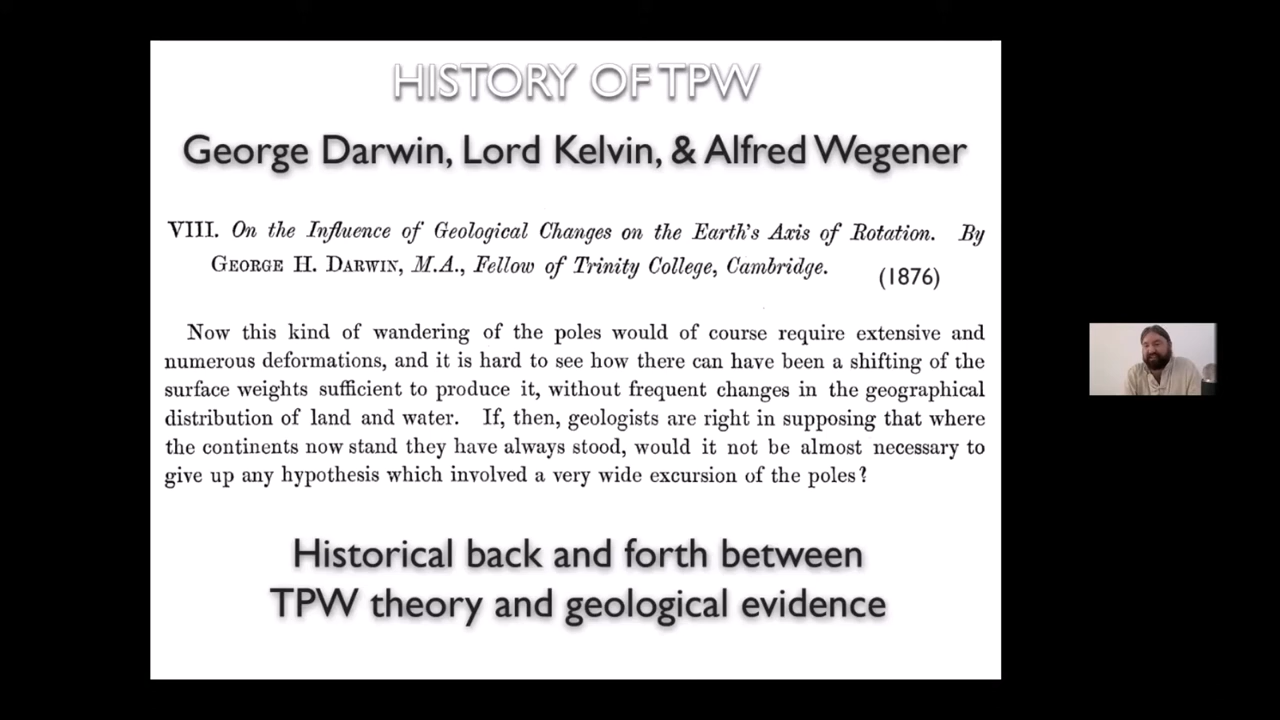 HISTORY OF TPW
George Darwin, Lord Kelvin, & Alfred Wegener
VIII. On the Influence of Geological Changes on the Earth's Axis of Rotation. By
GEORGE H. DARWIN, M.A., Fellow of Trinity College, Cambridge.
(1876)
Now this kind of wandering of the poles would of course require extensive and
numerous deformations, and it is hard to see how there can have been a shifting of the
surface weights sufficient to produce it, without frequent changes in the geographical
distribution of land and water. If, then, geologists are right in supposing that where
the continents now stand they have always stood, would it not be almost necessary to
give up any hypothesis which involved a very wide excursion of the poles?
Historical back and forth between
TPW theory and geological evidence